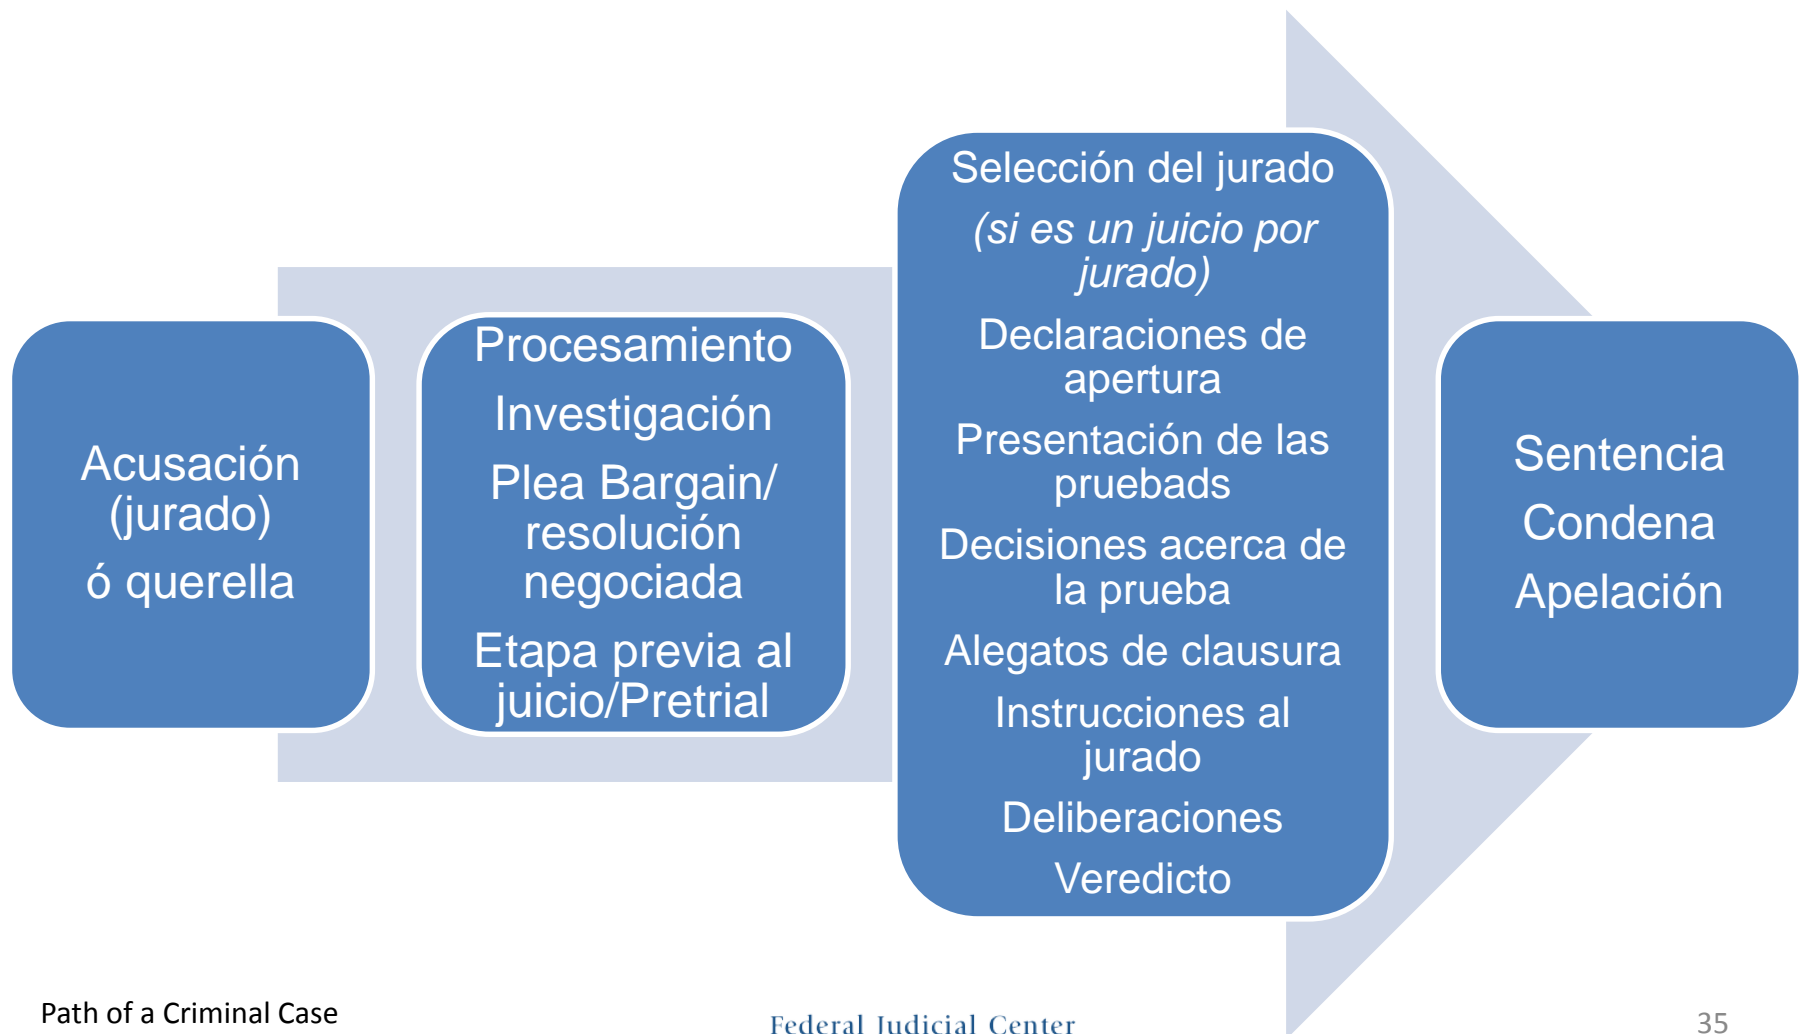 Acusación
(jurado)
ó querella
Procesamiento
Investigación
Plea Bargain/
resolución
negociada
Etapa previa al
juicio/Pretrial
Selección del jurado
(si es un juicio por
jurado)
Declaraciones de
apertura
Presentación de las
pruebads
Decisiones acerca de
la prueba
Alegatos de clausura
Instrucciones al
jurado
Deliberaciones
Veredicto
Sentencia
Condena
Apelación
Path of a Criminal Case
Federal Judicial Center
35